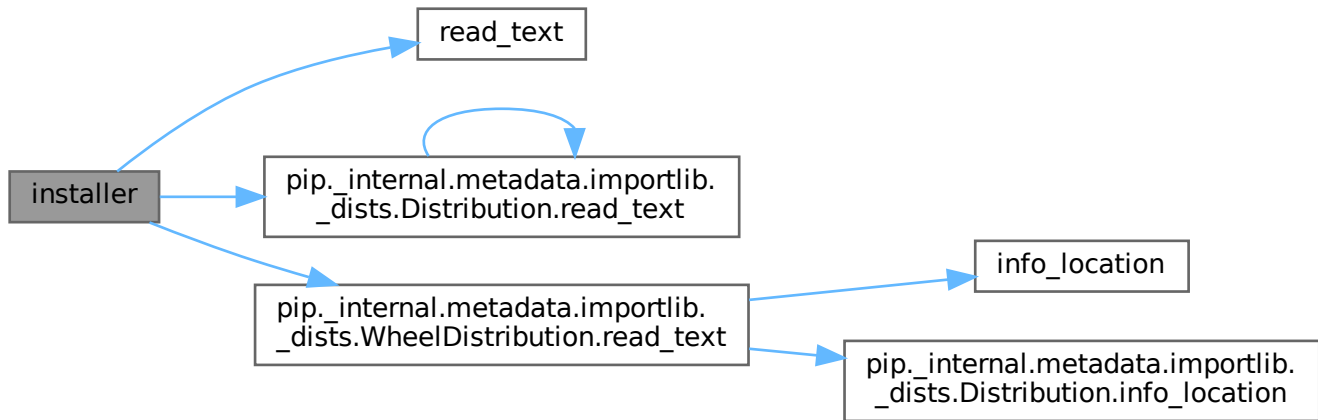 read_text
installer
pip._internal.metadata.importlib.
_dists.Distribution.read_text
pip._internal.metadata.importlib.
_dists.WheelDistribution.read_text
info_location
pip._internal.metadata.importlib.
_dists.Distribution.info_location